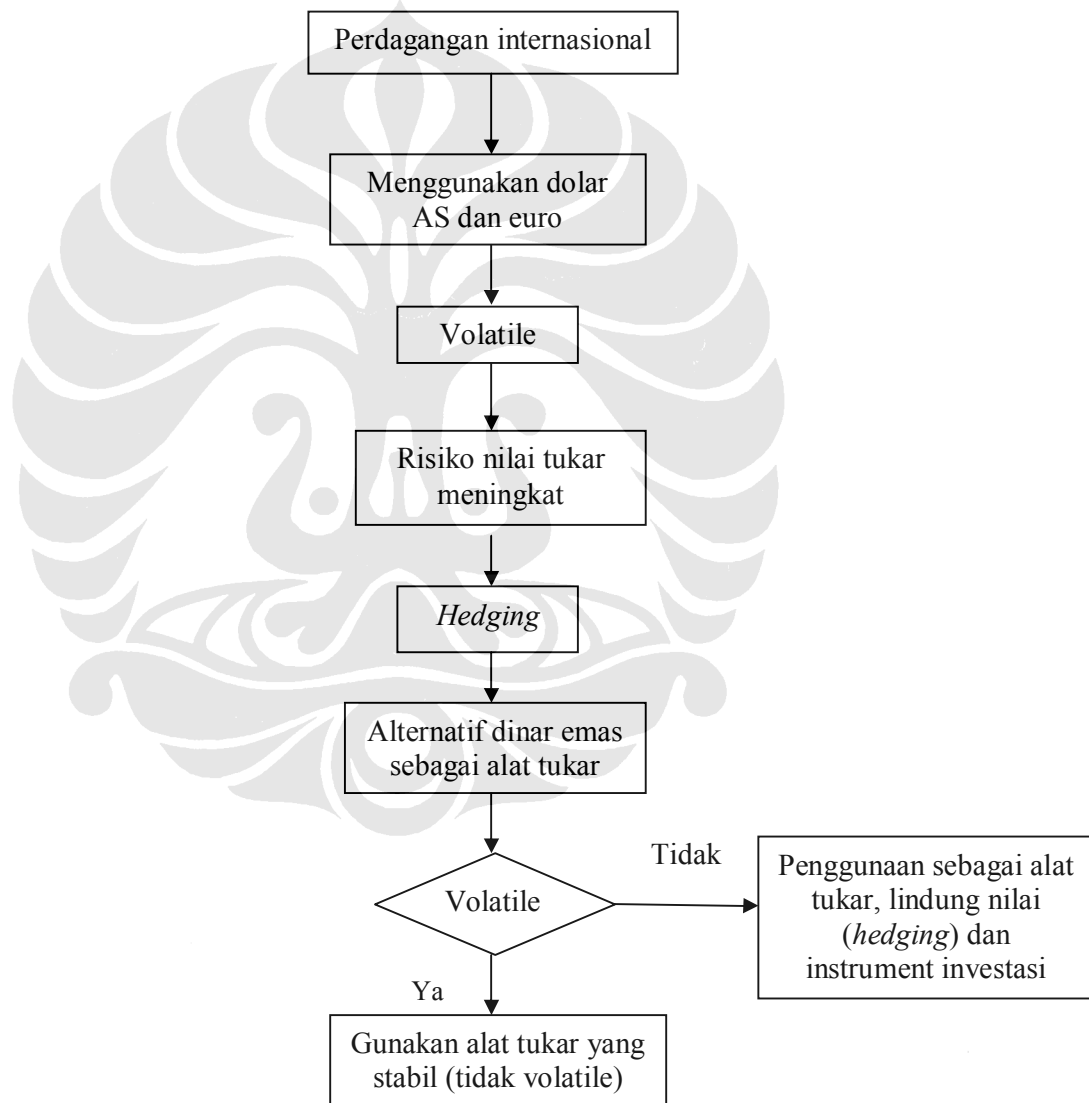 Perdagangan internasional
Menggunakan dolar
AS dan euro
Volatile
Risiko nilai tukar
meningkat
Hedging
Alternatif dinar emas
sebagai alat tukar
Volatile
Tidak
Penggunaan sebagai alat
tukar, lindung nilai
(hedging) dan
instrument investasi
Ya
Gunakan alat tukar yang
stabil (tidak volatile)